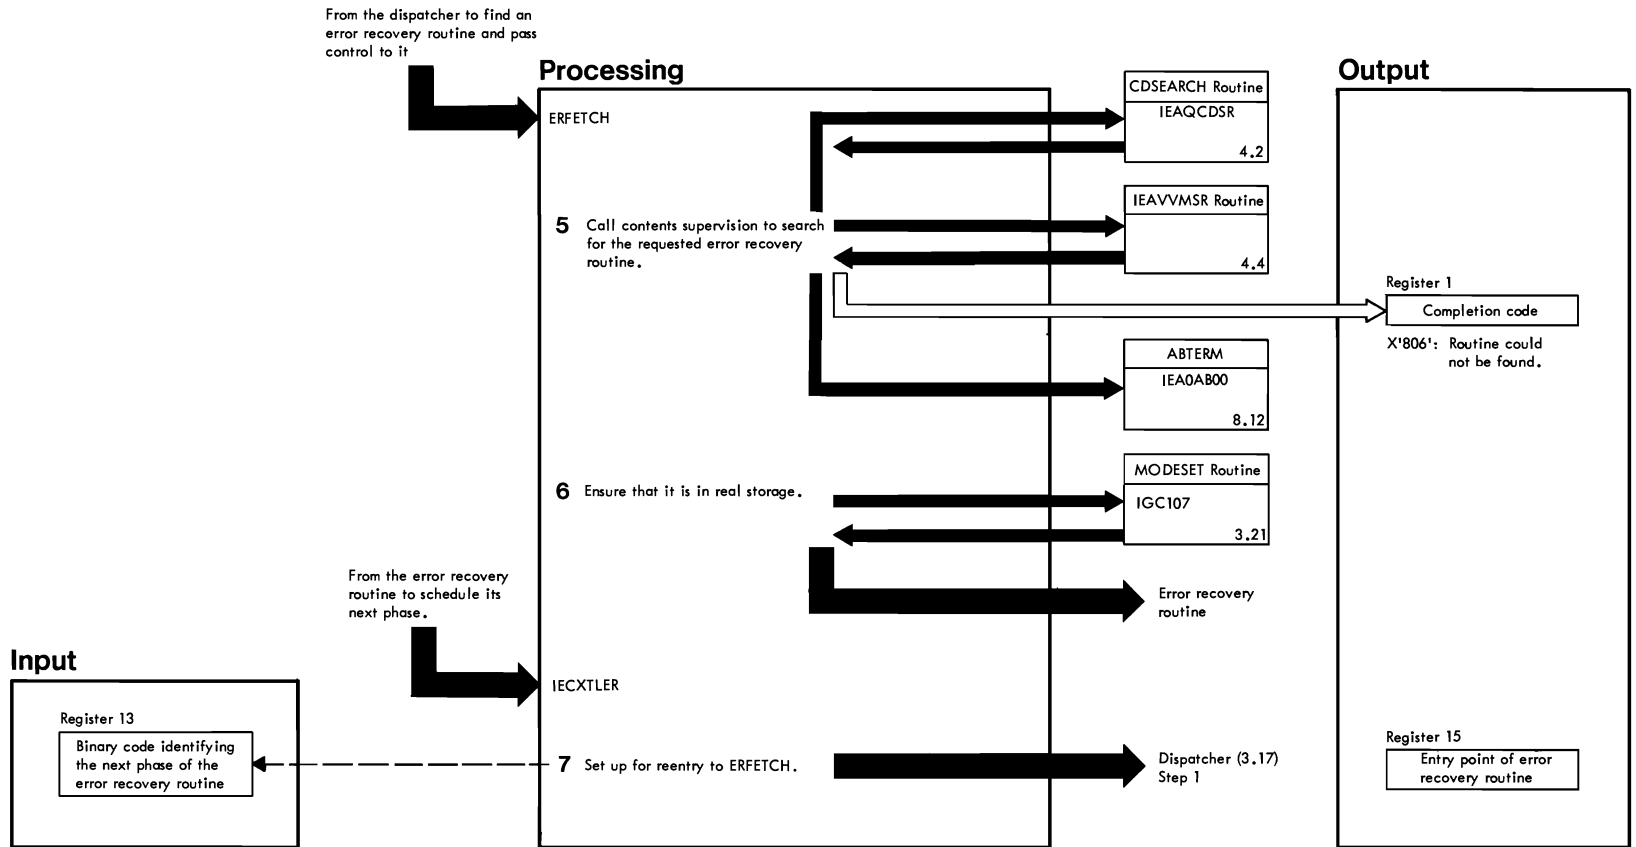 From the dispatcher to find an
error recovery routine and pass
control to it
Processing
Output
ERFETCH
CDSEARCH Routine
IEAQCDSR
4.2
5 Call contents supervision to search
for the requested error recovery
routine.
IEAVVMSR Routine
4.4
Register 1
Completion code
X'806': Routine could
not be found.
ABTERM
IEA0AB00
8.12
6 Ensure that it is in real storage.
MODESET Routine
IGC107
3.21
Error recovery
routine
From the error recovery
routine to schedule its
next phase.
Input
IECXTLER
Register 13
Binary code identifying
the next phase of the
error recovery routine
7 Set up for reentry to ERFETCH.
Dispatcher (3.17)
Step 1
Register 15
Entry point of error
recovery routine